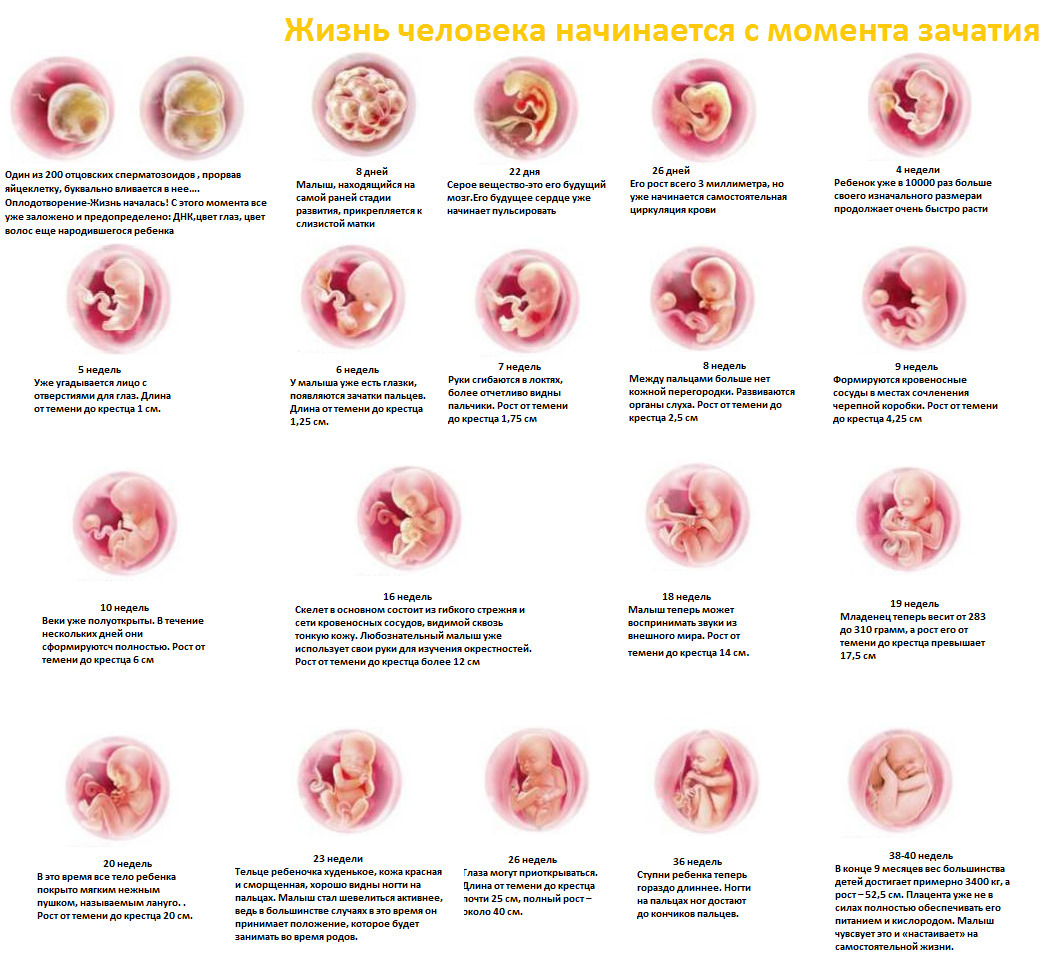 Жизнь человека начинается с момента зачатия
Один из 200 отцовских сперматозоидов , прорвав
яйцеклетку, буквально вливается в нее....
Оплодотворение-Жизнь началась! С этого момента все
уже заложено и предопределено: ДНК,цвет глаз, цвет
волос еще народившегося ребенка
8 дней
Малыш, находящийся на
самой раней стадии
развития, прикрепляется к
слизистой матки
22 дня
Серое вещество-это его будущий
мозг.Его будущее сердце уже
начинает пульсировать
26 дней
Его рост всего 3 миллиметра, но
уже начинается самостоятельная
циркуляция крови
4 недели
Ребенок уже в 10000 раз больше
своего изначального размераи
продолжает очень быстро расти
5 недель
Уже угадывается лицо с
отверстиями для глаз. Длина
от темени до крестца 1 см.
6 недель
У малыша уже есть глазки,
появляются зачатки пальцев.
Длина от темени до крестца
1,25 см.
7 недель
Руки сгибаются в локтях,
более отчетливо видны
пальчики. Рост от темени
до крестца 1,75 см
8 недель
Между пальцами больше нет
кожной перегородки. Развиваются
органы слуха. Рост от темени до
крестца 2,5 см
9 недель
Формируются кровеносные
сосуды в местах сочленения
черепной коробки. Рост от темени
до крестца 4,25 см
10 недель
Веки уже полуоткрыты. В течение
нескольких дней они
сформируютсч полностью. Рост от
темени до крестца 6 см
16 недель
Скелет в основном состоит из гибкого стрежня и
сети кровеносных сосудов, видимой сквозь
тонкую кожу. Любознательный малыш уже
использует свои руки для изучения окрестностей.
Рост от темени до крестца более 12 см
18 недель
Малыш теперь может
воспринимать звуки из
внешного мира. Рост от
темени до крестца 14 см.
19 недель
Младенец теперь весит от 283
до 310 грамм, а рост его от
темени до крестца превышает
17,5 см
20 недель
В это время все тело ребенка
покрыто мягким нежным
пушком, называемым лануго. .
Рост от темени до крестца 20 см.
23 недели
Тельце ребеночка худенькое, кожа красная
и сморщенная, хорошо видны ногти на
пальцах. Малыш стал шевелиться активнее,
ведь в большинстве случаях в это время он
принимает положение, которое будет
занимать во время родов.
26 недель
Глаза могут приоткрываться.
Длина от темени до крестца
почти 25 см, полный рост –
около 40 см.
36 недель
Ступни ребенка теперь
гораздо длиннее. Ногти
на пальцах ног достают
до кончиков пальцев.
38-40 недель
В конце 9 месяцев вес большинства
детей достигает примерно 3400 кг, а
рост – 52,5 см. Плацента уже не в
силах полностью обеспечивать его
питанием и кислородом. Малыш
чувсвует это и «настаивает» на
самостоятельной жизни.